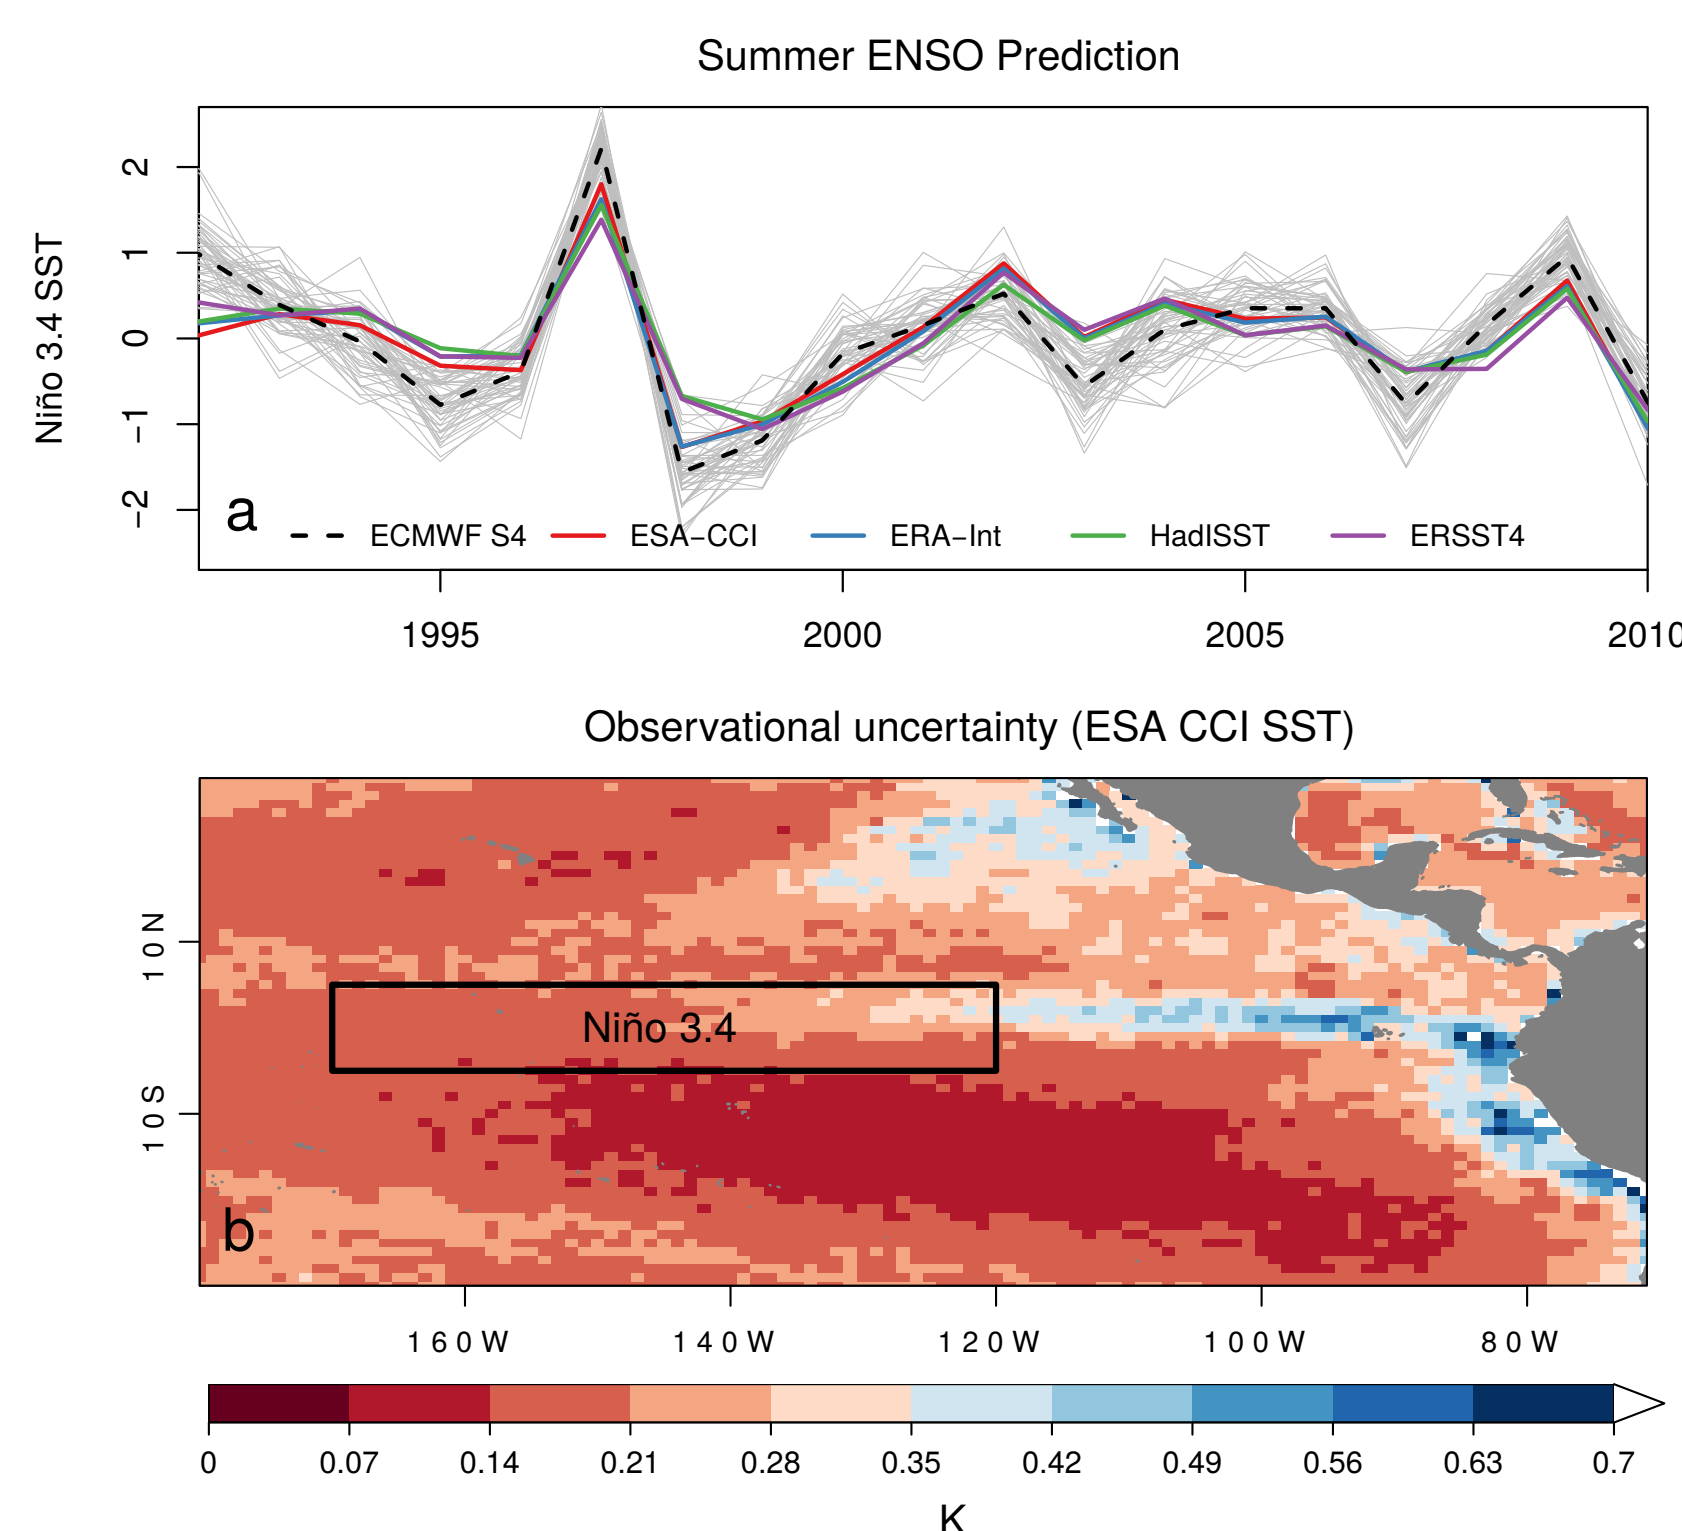 Summer ENSO Prediction
Niño 3.4 SST
2
1
0
−1
−2
a
ECMWF S4
ESA−CCI
ERA−Int
HadISST
ERSST4
1995
2000
2005
2010
Observational uncertainty (ESA CCI SST)
10N
10S
Niño 3.4
b
160W
140W
120W
100W
80W
0
0.07
0.14
0.21
0.28
0.35
0.42
0.49
0.56
0.63
0.7
K